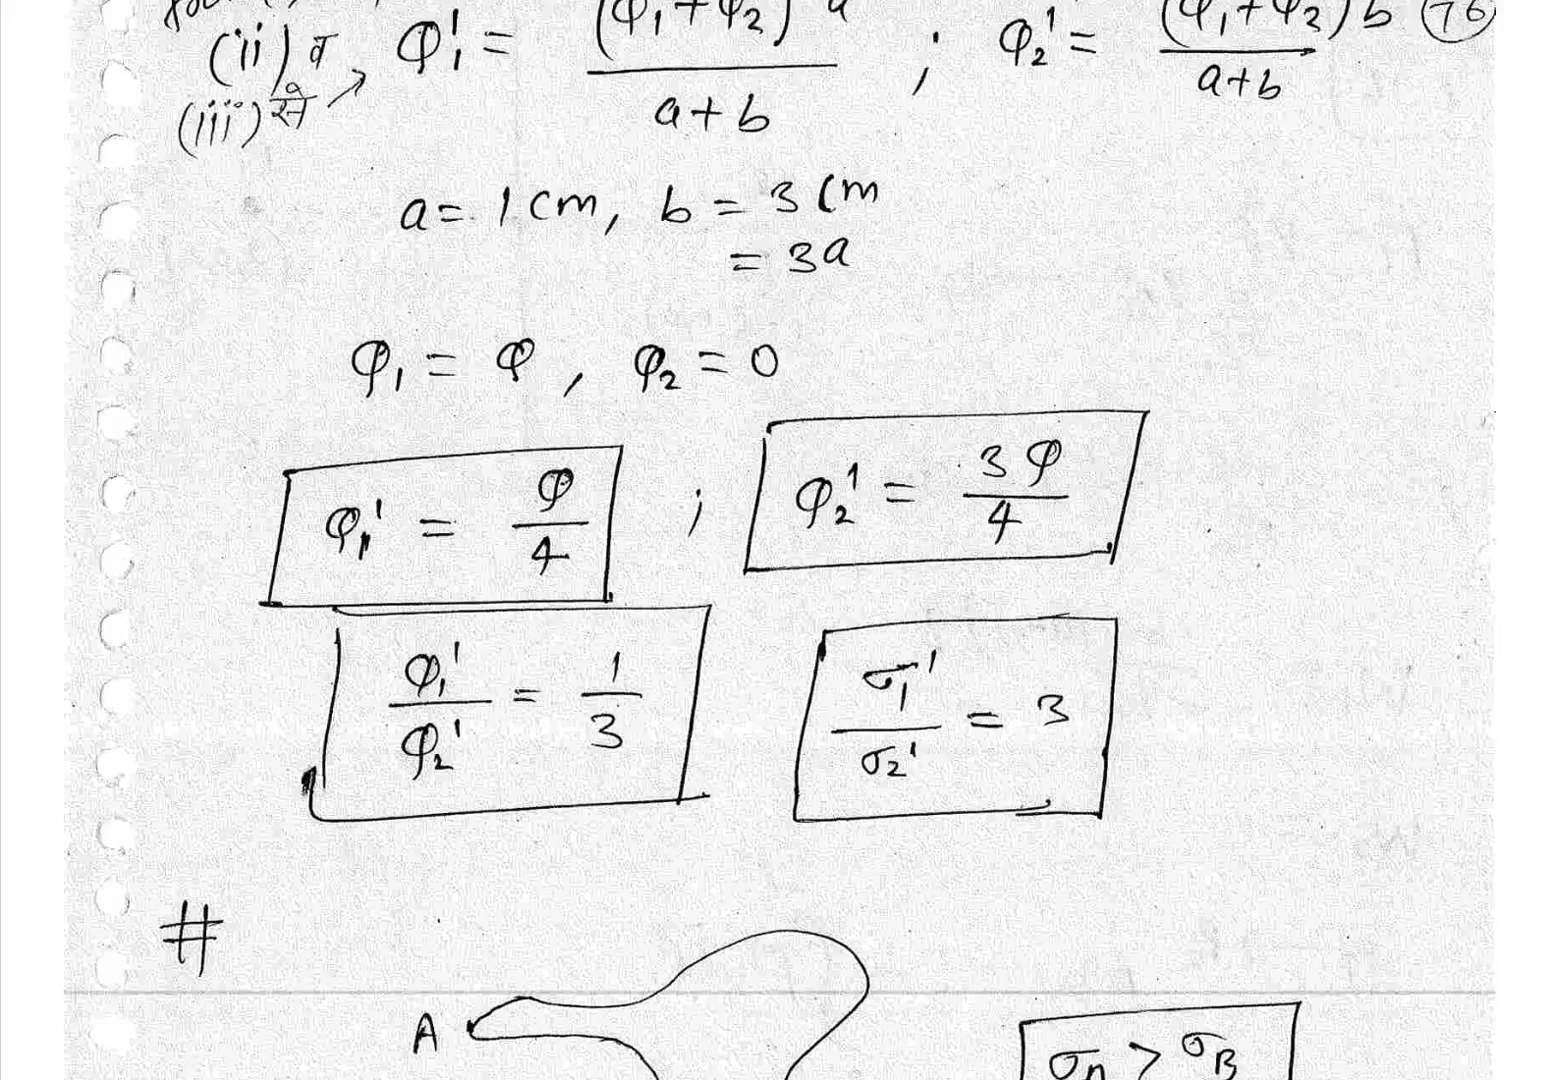 (ii) व φ₁' = (φ₁+φ₂) a / a+b ; φ₂' = (φ₁+φ₂) b / a+b (76)
(iii) से →
a = 1 cm, b = 3 cm
= 3a
φ₁ = φ , φ₂ = 0
φ₁' = φ/4 ; φ₂' = 3φ/4
φ₁'/φ₂' = 1/3
σ₁'/σ₂' = 3
#
A
σA > σB